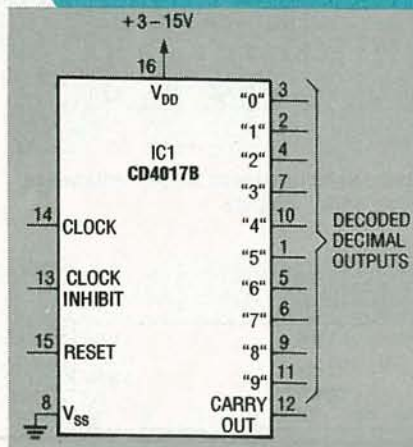 +3–15V
16
V_DD
IC1
CD4017B
14 CLOCK
13 CLOCK INHIBIT
15 RESET
8 V_SS
"0" 3
"1" 2
"2" 4
"3" 7
"4" 10
"5" 1
"6" 5
"7" 6
"8" 9
"9" 11
CARRY OUT 12
DECODED
DECIMAL
OUTPUTS